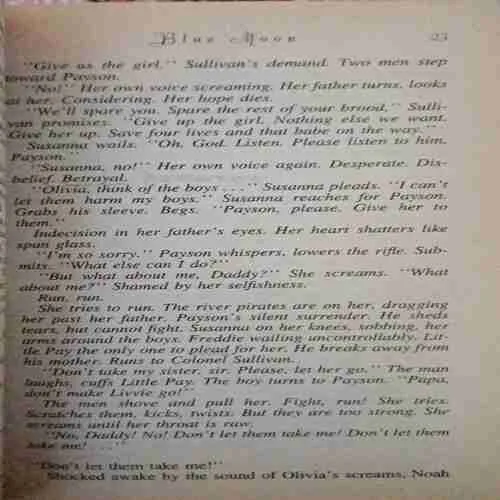 Blue Moon 23
"Give us the girl." Sullivan's demand. Two men step
toward Payson.
"No!" Her own voice screaming. Her father turns, looks
at her. Considering. Her hope dies.
"We'll spare you. Spare the rest of your brood," Sulli-
van promises. "Give up the girl. Nothing else we want.
Give her up. Save four lives and that babe on the way."
Susanna wails. "Oh, God. Listen. Please listen to him,
Payson."
"Susanna, no!" Her own voice again. Desperate. Dis-
belief. Betrayal.
"Olivia, think of the boys . . ." Susanna pleads. "I can't
let them harm my boys." Susanna reaches for Payson.
Grabs his sleeve. Begs. "Payson, please. Give her to
them."
Indecision in her father's eyes. Her heart shatters like
spun glass.
"I'm so sorry." Payson whispers, lowers the rifle. Sub-
mits. "What else can I do?"
"But what about me, Daddy?" She screams. "What
about me?" Shamed by her selfishness.
Run, run.
She tries to run. The river pirates are on her, dragging
her past her father. Payson's silent surrender. He sheds
tears, but cannot fight. Susanna on her knees, sobbing, her
arms around the boys. Freddie wailing uncontrollably. Lit-
tle Pay the only one to plead for her. He breaks away from
his mother. Runs to Colonel Sullivan.
"Don't take my sister, sir. Please, let her go." The man
laughs, cuffs Little Pay. The boy turns to Payson. "Papa,
don't make Livvie go!"
The men shove and pull her. Fight, run! She tries.
Scratches them, kicks, twists. But they are too strong. She
screams until her throat is raw.
"No, Daddy! No! Don't let them take me! Don't let them
take me! . . ."
"Don't let them take me!"
Shocked awake by the sound of Olivia's screams, Noah